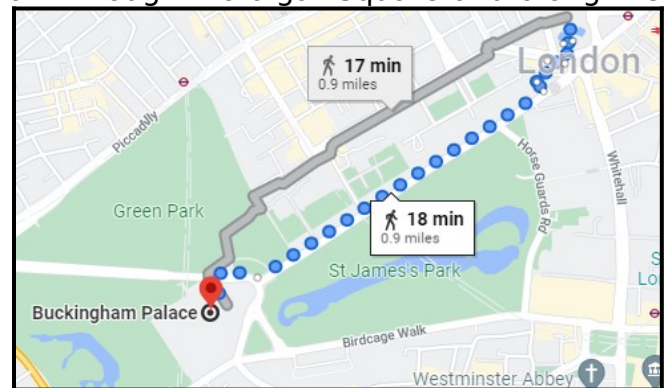 17 min
0.9 miles
London
Piccadilly
Horse Guards Rd
Whitehall
Green Park
18 min
0.9 miles
St James's Park
Buckingham Palace
Birdcage Walk
Westminster Abbey